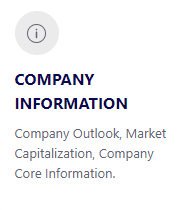 COMPANY
INFORMATION
Company Outlook, Market
Capitalization, Company
Core Information.